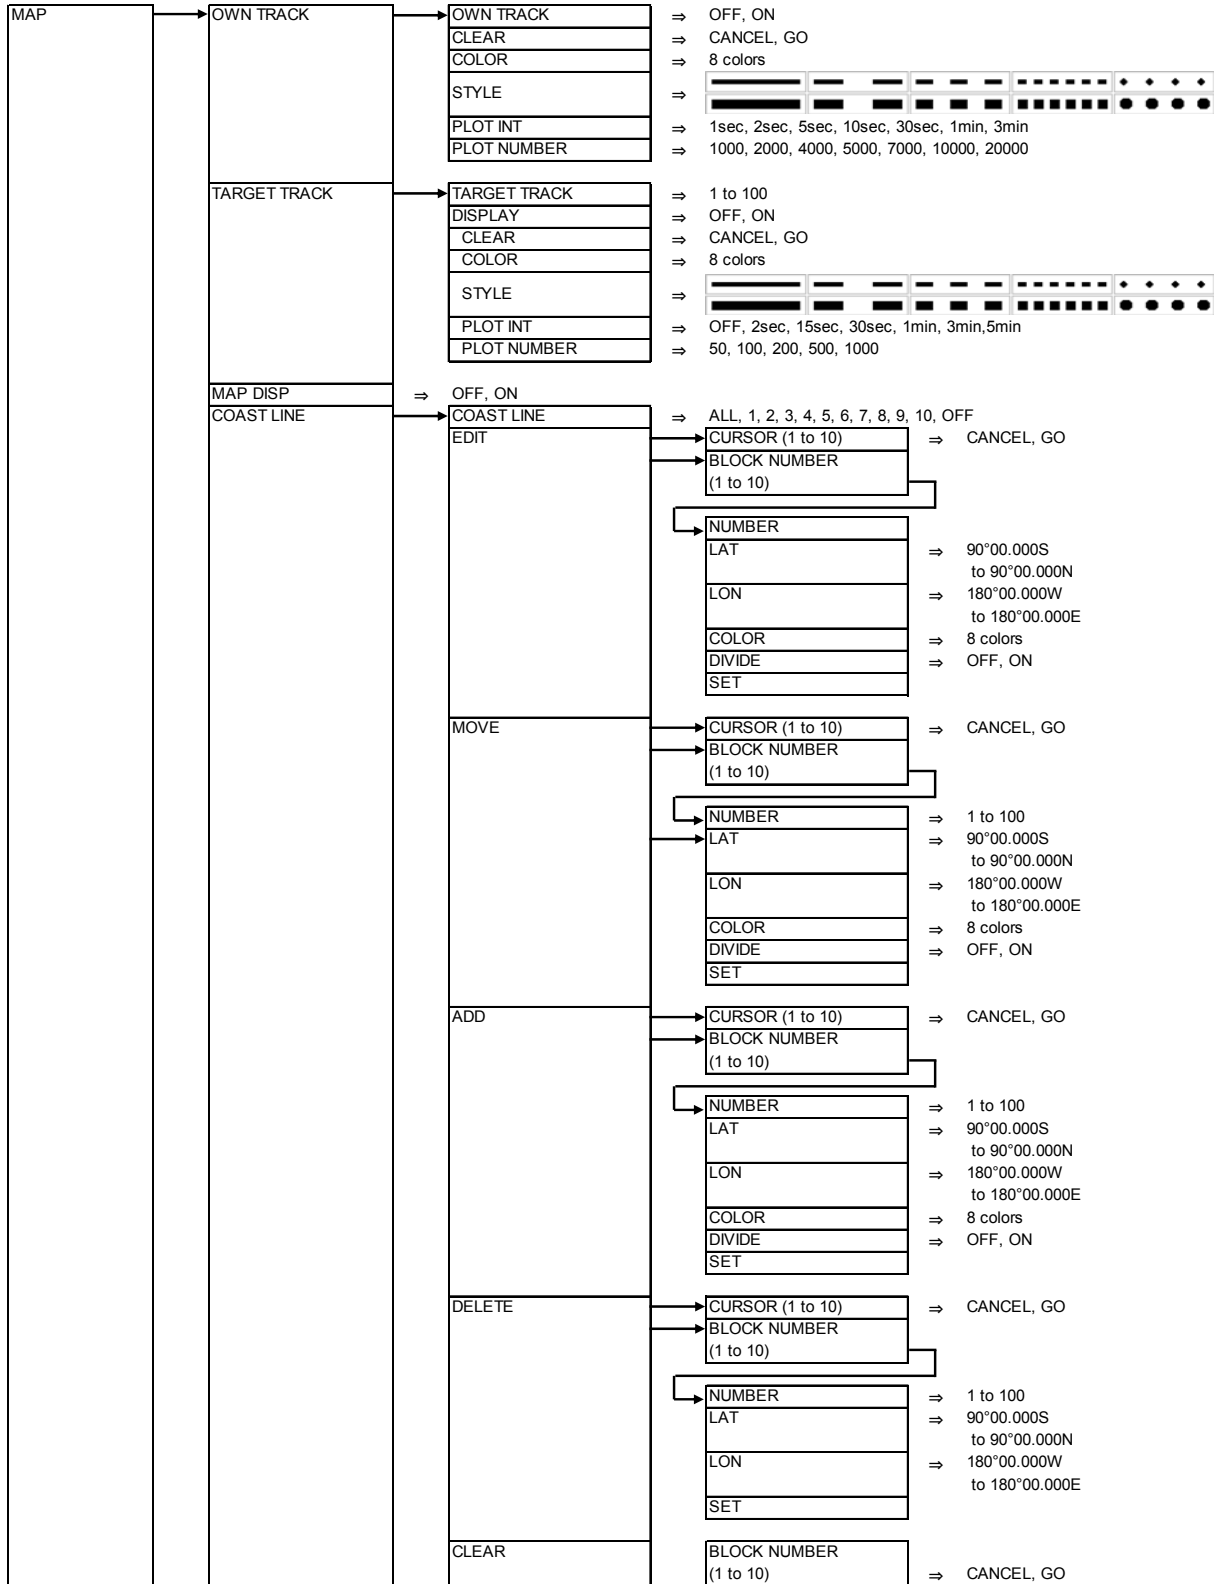 MAP OWN TRACK OWN TRACK ⇒ OFF, ON
CLEAR ⇒ CANCEL, GO
COLOR ⇒ 8 colors
STYLE ⇒
PLOT INT ⇒ 1sec, 2sec, 5sec, 10sec, 30sec, 1min, 3min
PLOT NUMBER ⇒ 1000, 2000, 4000, 5000, 7000, 10000, 20000
TARGET TRACK TARGET TRACK ⇒ 1 to 100
DISPLAY ⇒ OFF, ON
CLEAR ⇒ CANCEL, GO
COLOR ⇒ 8 colors
STYLE ⇒
PLOT INT ⇒ OFF, 2sec, 15sec, 30sec, 1min, 3min,5min
PLOT NUMBER ⇒ 50, 100, 200, 500, 1000
MAP DISP ⇒ OFF, ON
COAST LINE COAST LINE ⇒ ALL, 1, 2, 3, 4, 5, 6, 7, 8, 9, 10, OFF
EDIT CURSOR (1 to 10) ⇒ CANCEL, GO
BLOCK NUMBER
(1 to 10)
NUMBER
LAT ⇒ 90°00.000S
to 90°00.000N
LON ⇒ 180°00.000W
to 180°00.000E
COLOR ⇒ 8 colors
DIVIDE ⇒ OFF, ON
SET
MOVE CURSOR (1 to 10) ⇒ CANCEL, GO
BLOCK NUMBER
(1 to 10)
NUMBER ⇒ 1 to 100
LAT ⇒ 90°00.000S
to 90°00.000N
LON ⇒ 180°00.000W
to 180°00.000E
COLOR ⇒ 8 colors
DIVIDE ⇒ OFF, ON
SET
ADD CURSOR (1 to 10) ⇒ CANCEL, GO
BLOCK NUMBER
(1 to 10)
NUMBER ⇒ 1 to 100
LAT ⇒ 90°00.000S
to 90°00.000N
LON ⇒ 180°00.000W
to 180°00.000E
COLOR ⇒ 8 colors
DIVIDE ⇒ OFF, ON
SET
DELETE CURSOR (1 to 10) ⇒ CANCEL, GO
BLOCK NUMBER
(1 to 10)
NUMBER ⇒ 1 to 100
LAT ⇒ 90°00.000S
to 90°00.000N
LON ⇒ 180°00.000W
to 180°00.000E
SET
CLEAR BLOCK NUMBER
(1 to 10) ⇒ CANCEL, GO